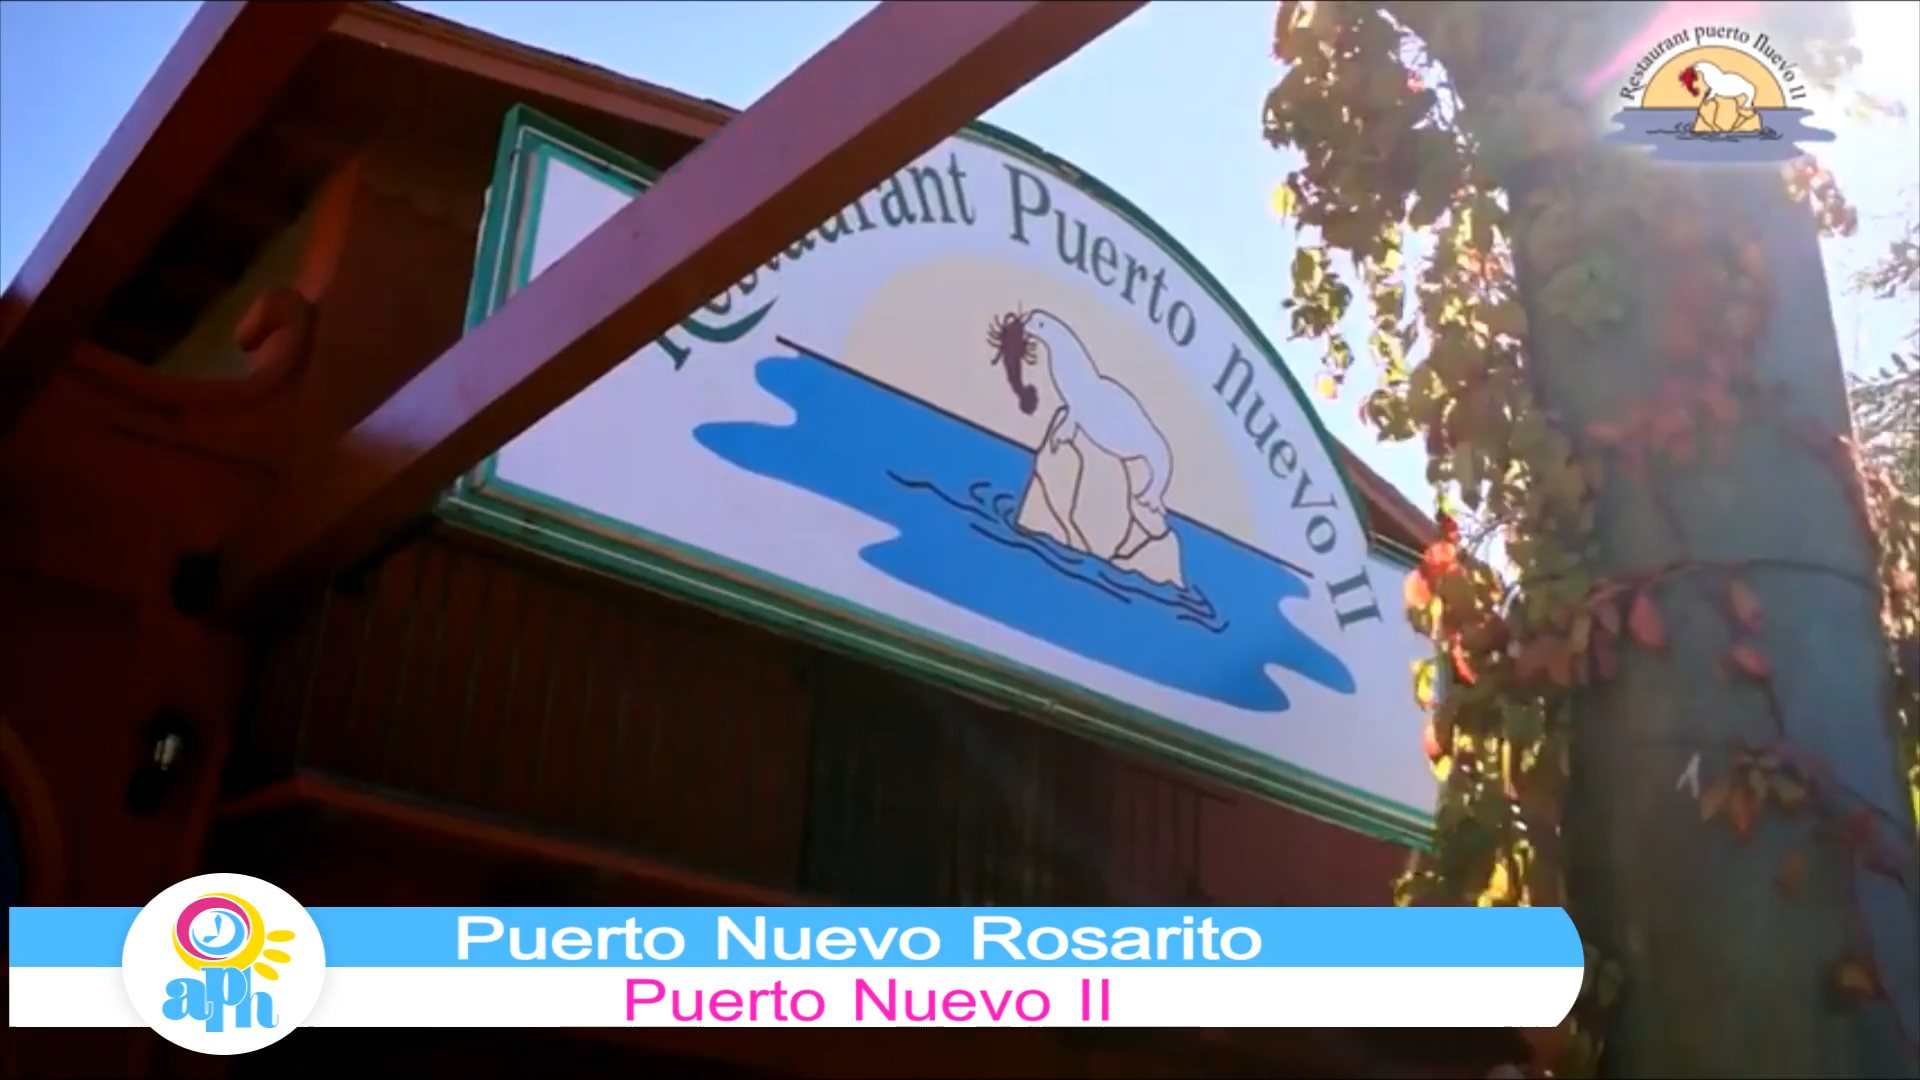 Restaurant puerto Nuevo II
Restaurant Puerto Nuevo II
Puerto Nuevo Rosarito
Puerto Nuevo II
aph